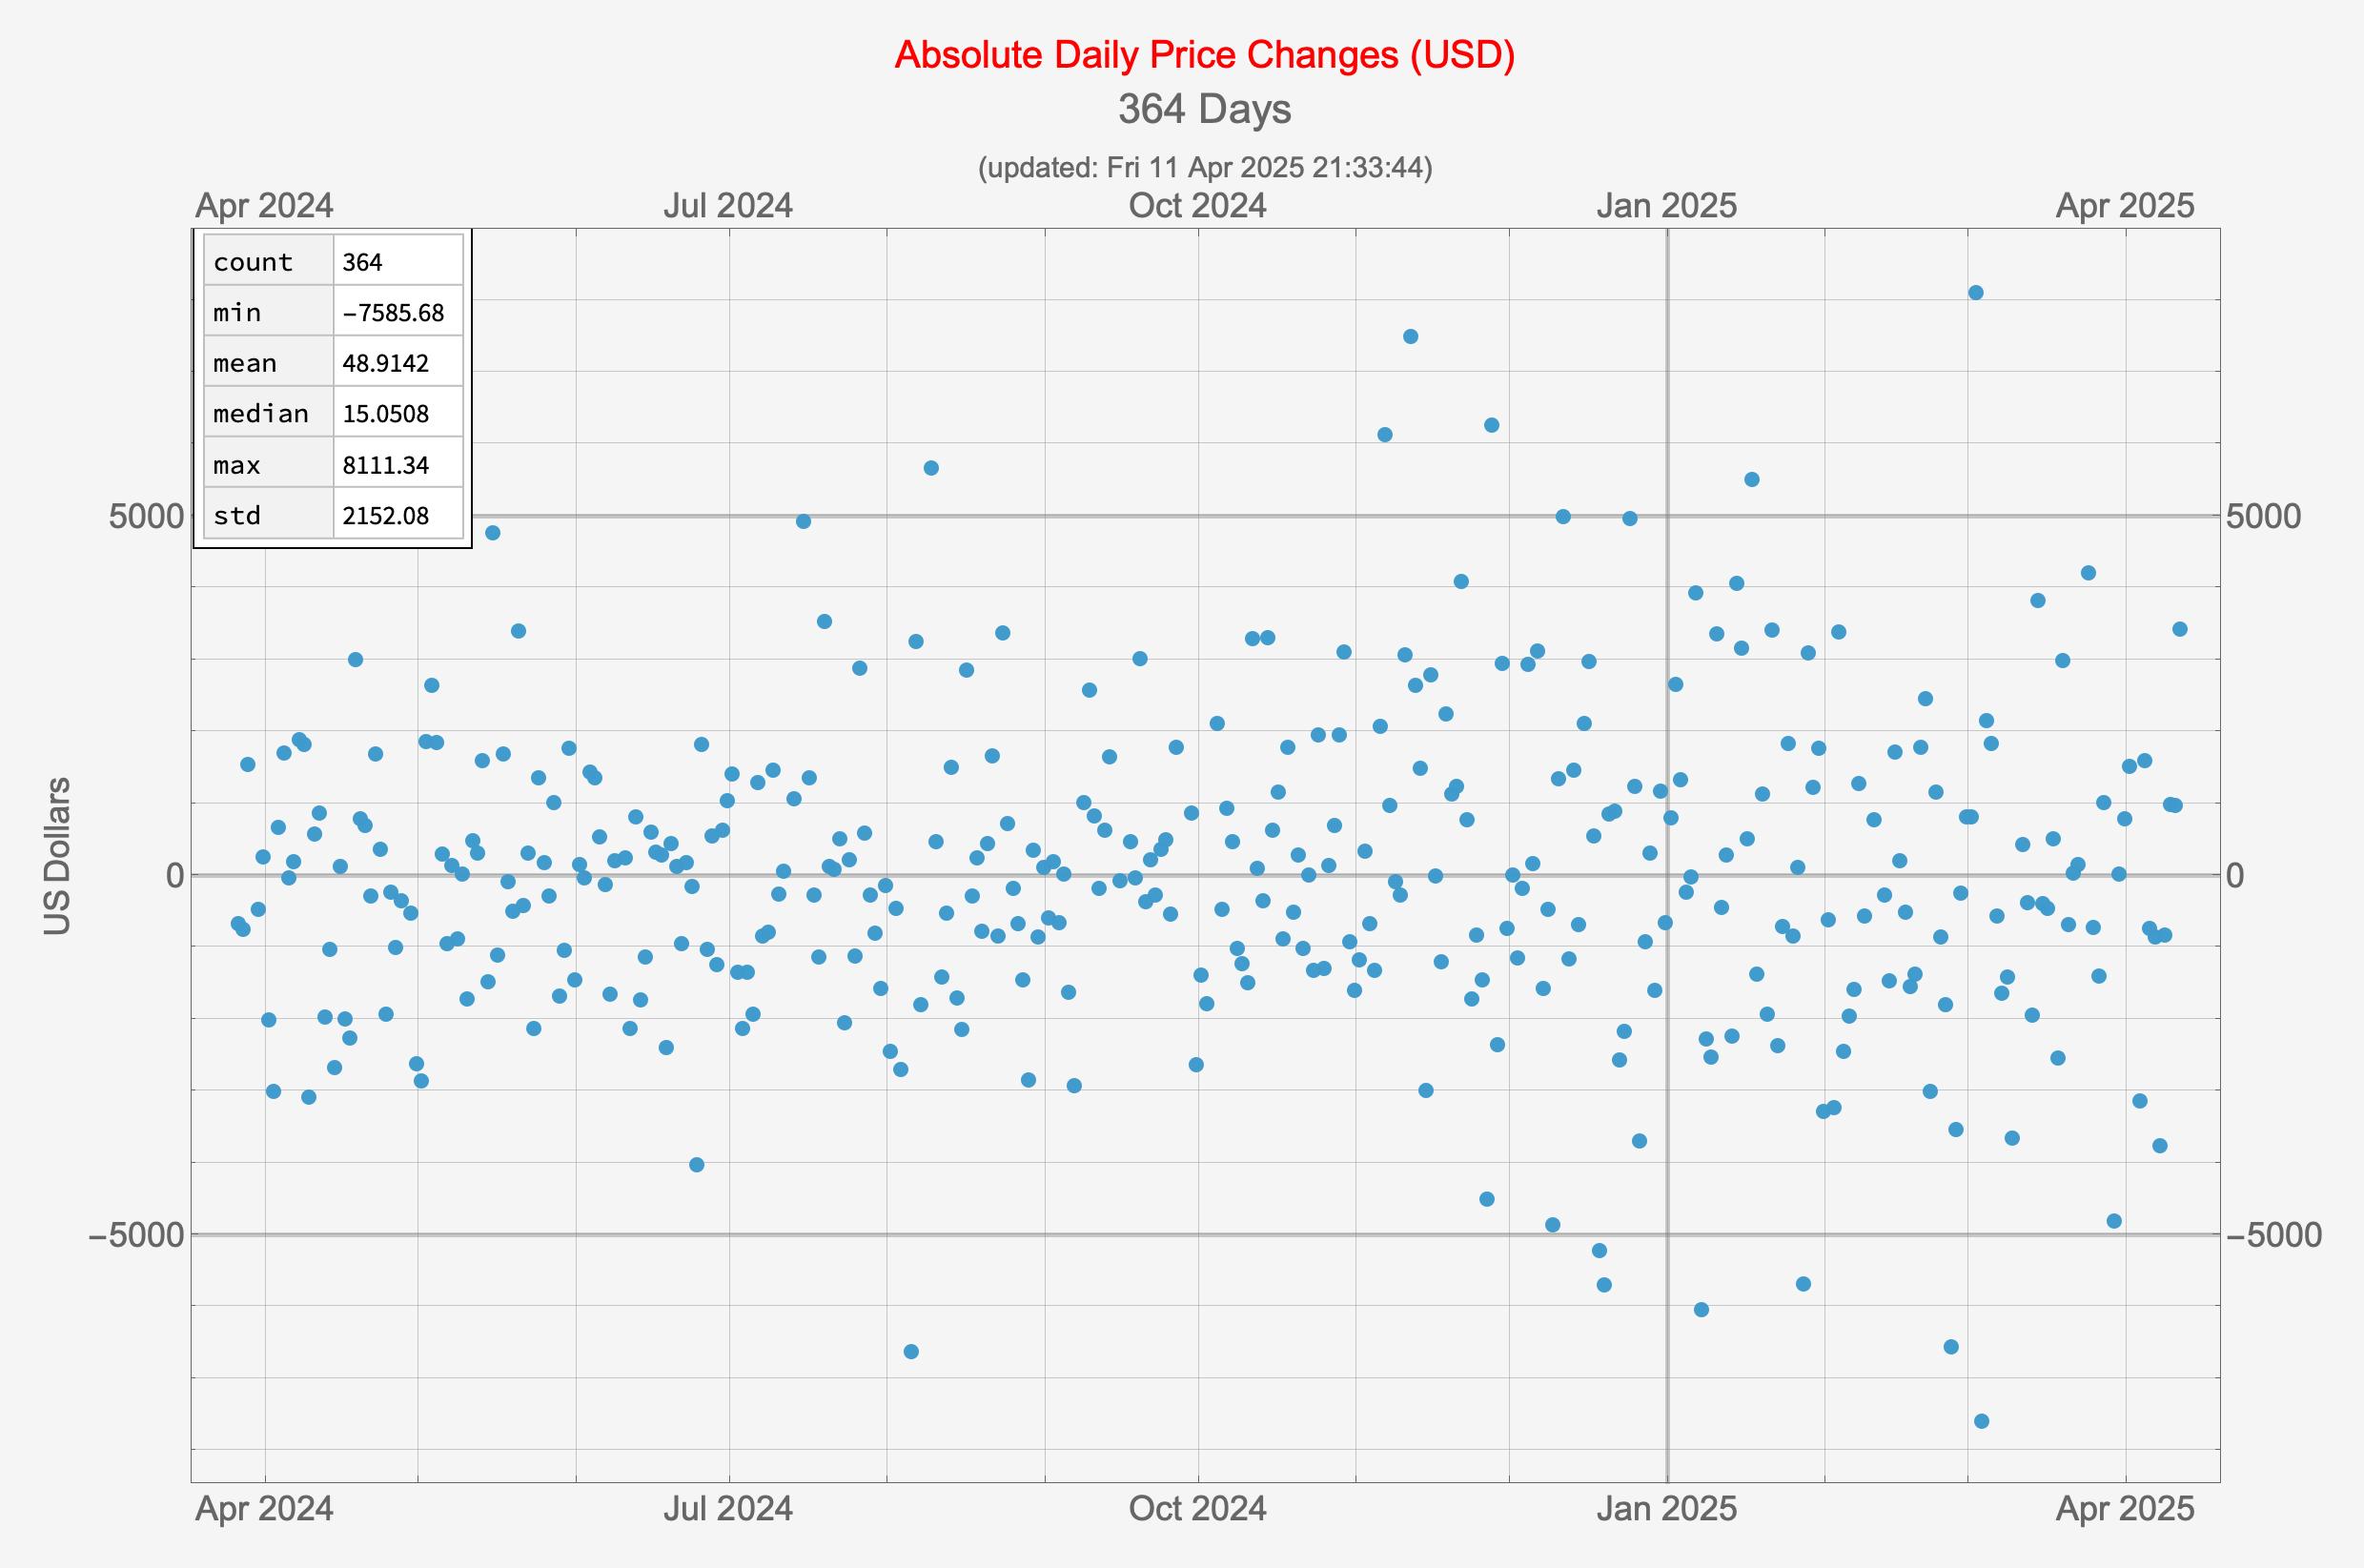 Absolute Daily Price Changes (USD)
364 Days
(updated: Fri 11 Apr 2025 21:33:44)
Apr 2024 Jul 2024 Oct 2024 Jan 2025 Apr 2025
count 364
min −7585.68
mean 48.9142
median 15.0508
max 8111.34
std 2152.08
5000 5000
US Dollars
0 0
−5000 −5000
Apr 2024 Jul 2024 Oct 2024 Jan 2025 Apr 2025